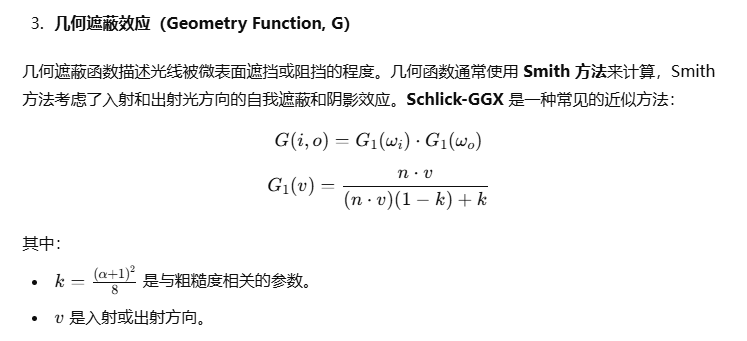 3. 几何遮蔽效应（Geometry Function, G）
几何遮蔽函数描述光线被微表面遮挡或阻挡的程度。几何函数通常使用 Smith 方法来计算，Smith
方法考虑了入射和出射光方向的自我遮蔽和阴影效应。Schlick-GGX 是一种常见的近似方法：
G(i, o) = G₁(ωᵢ) · G₁(ωₒ)
G₁(v) = \frac{n · v}{(n · v)(1 − k) + k}
其中：
• k = \frac{(α+1)²}{8} 是与粗糙度相关的参数。
• v 是入射或出射方向。